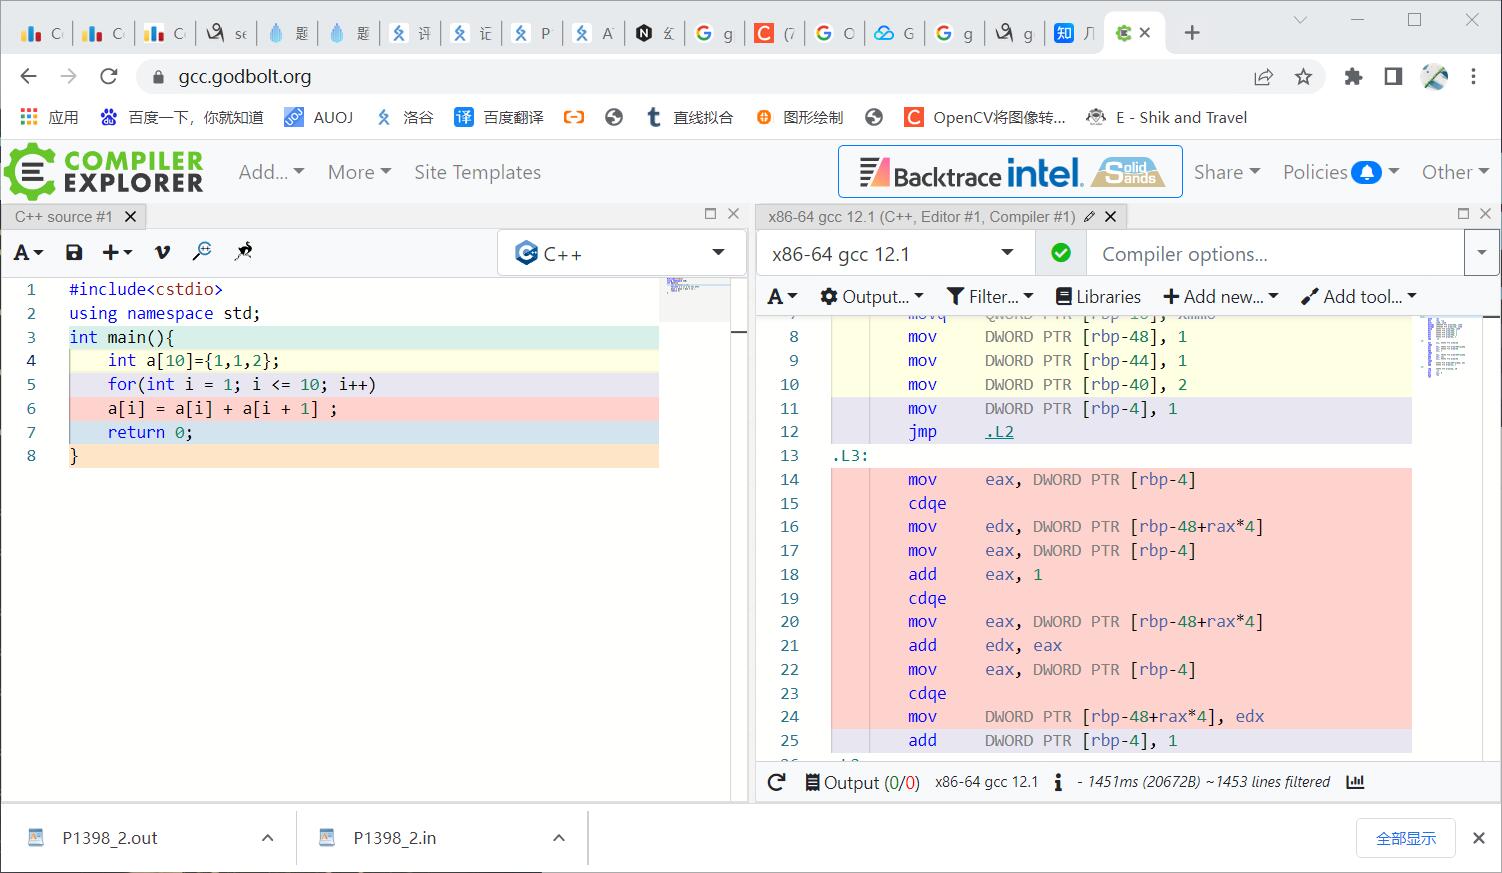 gcc.godbolt.org
应用
百度一下，你就知道
AUOJ
洛谷
百度翻译
直线拟合
图形绘制
OpenCV将图像转...
E - Shik and Travel
COMPILER
EXPLORER
Add...
More
Site Templates
Backtrace
intel.
Solid
Sands
Share
Policies
Other
C++ source #1
A
C++
1 #include<cstdio>
2 using namespace std;
3 int main(){
4 int a[10]={1,1,2};
5 for(int i = 1; i <= 10; i++)
6 a[i] = a[i] + a[i + 1] ;
7 return 0;
8 }
x86-64 gcc 12.1 (C++, Editor #1, Compiler #1)
x86-64 gcc 12.1
Compiler options...
A
Output...
Filter...
Libraries
Add new...
Add tool...
8 mov DWORD PTR [rbp-48], 1
9 mov DWORD PTR [rbp-44], 1
10 mov DWORD PTR [rbp-40], 2
11 mov DWORD PTR [rbp-4], 1
12 jmp .L2
13 .L3:
14 mov eax, DWORD PTR [rbp-4]
15 cdqe
16 mov edx, DWORD PTR [rbp-48+rax*4]
17 mov eax, DWORD PTR [rbp-4]
18 add eax, 1
19 cdqe
20 mov eax, DWORD PTR [rbp-48+rax*4]
21 add edx, eax
22 mov eax, DWORD PTR [rbp-4]
23 cdqe
24 mov DWORD PTR [rbp-48+rax*4], edx
25 add DWORD PTR [rbp-4], 1
Output (0/0) x86-64 gcc 12.1 - 1451ms (20672B) ~1453 lines filtered
P1398_2.out
P1398_2.in
全部显示